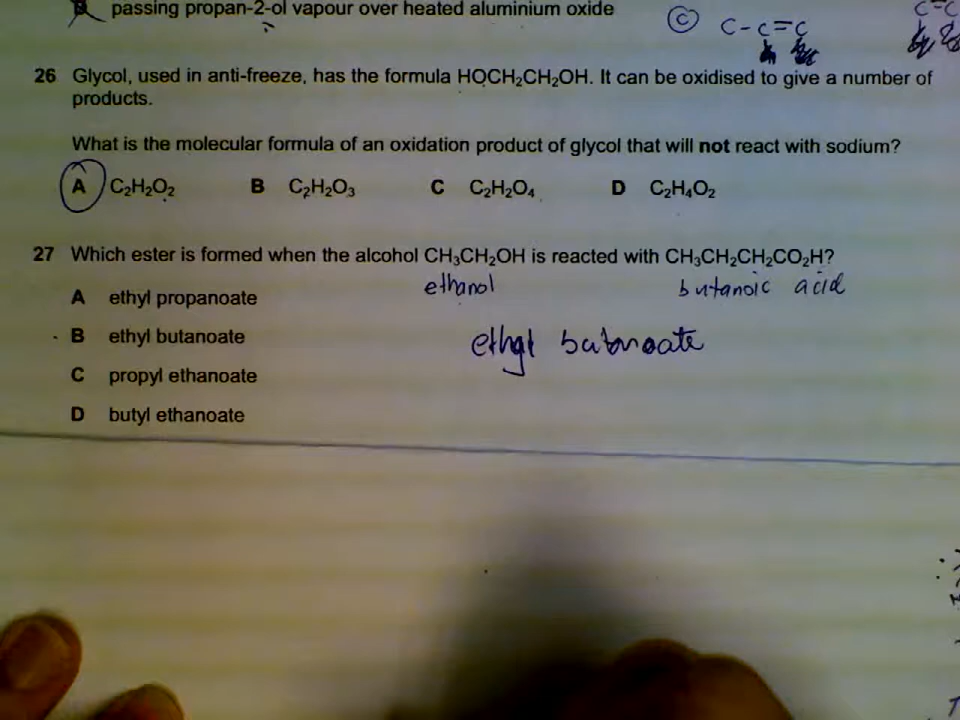 passing propan-2-ol vapour over heated aluminium oxide
C C-C=C
C=C
26 Glycol, used in anti-freeze, has the formula HOCH₂CH₂OH. It can be oxidised to give a number of
products.
What is the molecular formula of an oxidation product of glycol that will not react with sodium?
A C₂H₂O₂ B C₂H₂O₃ C C₂H₂O₄ D C₂H₄O₂
27 Which ester is formed when the alcohol CH₃CH₂OH is reacted with CH₃CH₂CH₂CO₂H?
ethanol butanoic acid
A ethyl propanoate
B ethyl butanoate
ethyl butanoate
C propyl ethanoate
D butyl ethanoate